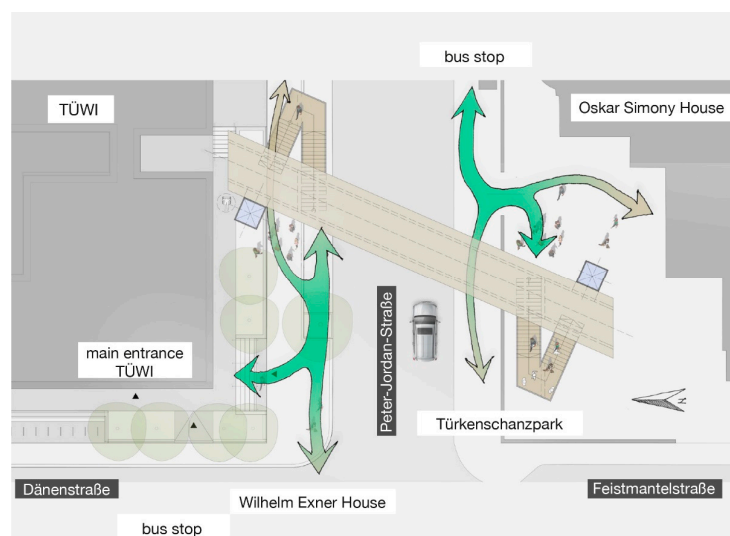 bus stop
TÜWI
Oskar Simony House
Peter-Jordan-Straße
main entrance
TÜWI
N
Türkenschanzpark
Dänenstraße
Feistmantelstraße
Wilhelm Exner House
bus stop